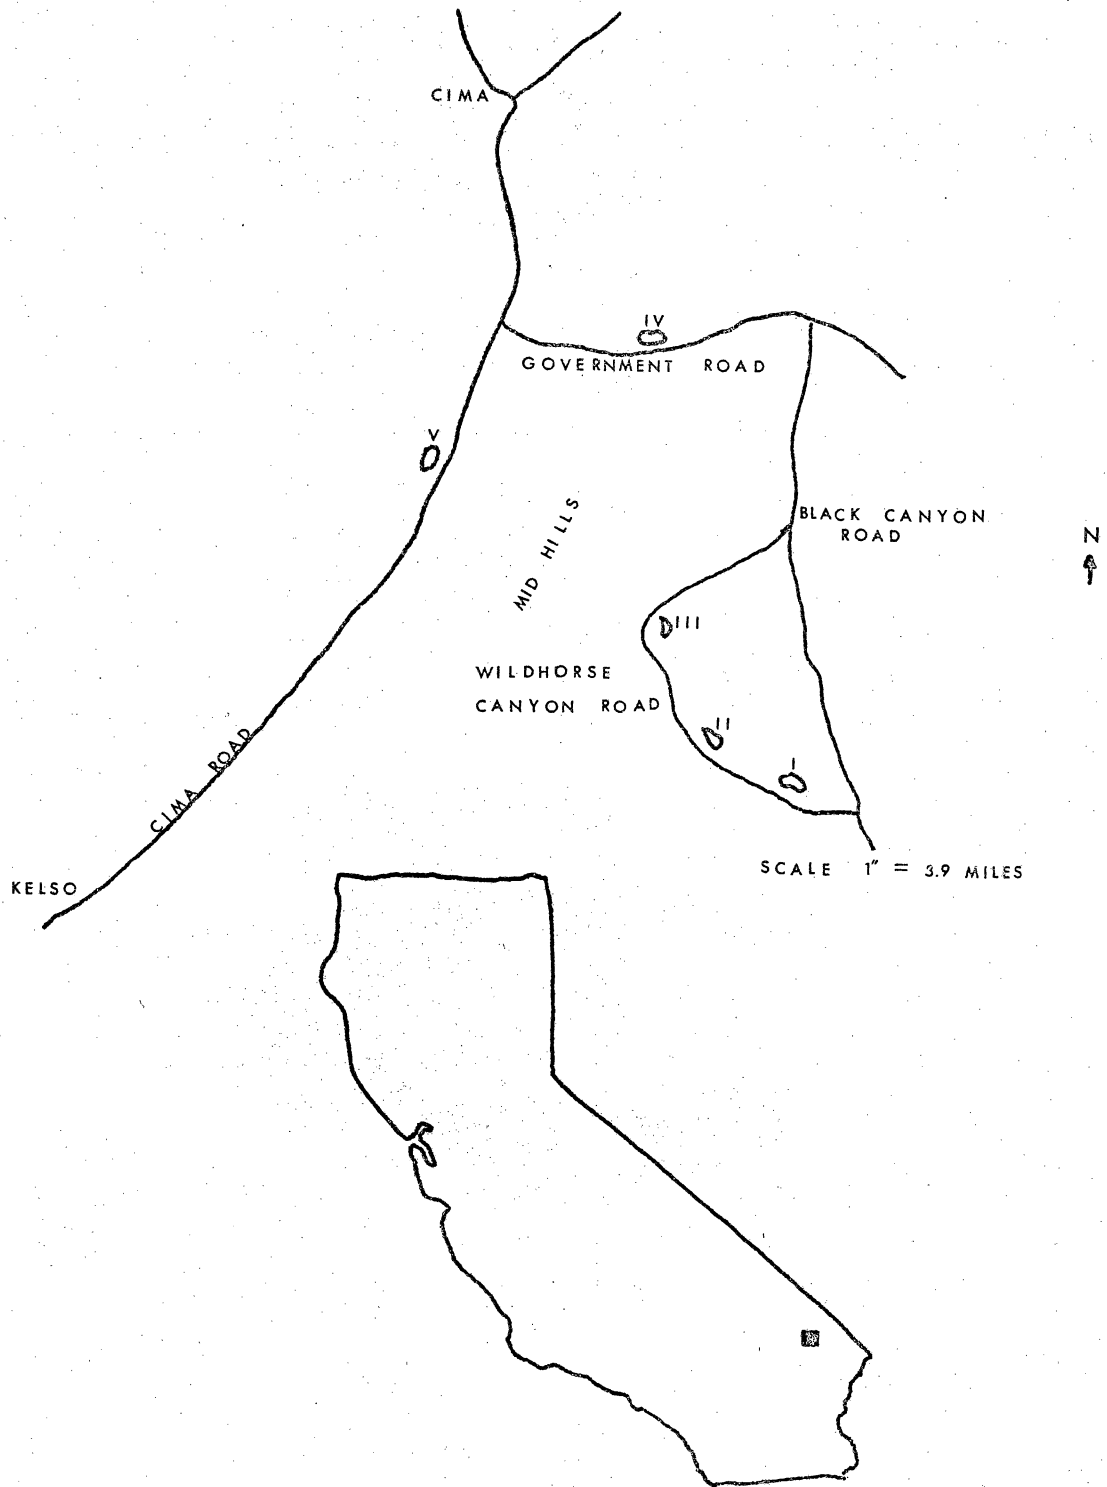 CIMA
IV
GOVERNMENT ROAD
V
BLACK CANYON
ROAD
N
MID HILLS
III
WILDHORSE
CANYON ROAD
II
I
CIMA ROAD
SCALE 1" = 3.9 MILES
KELSO